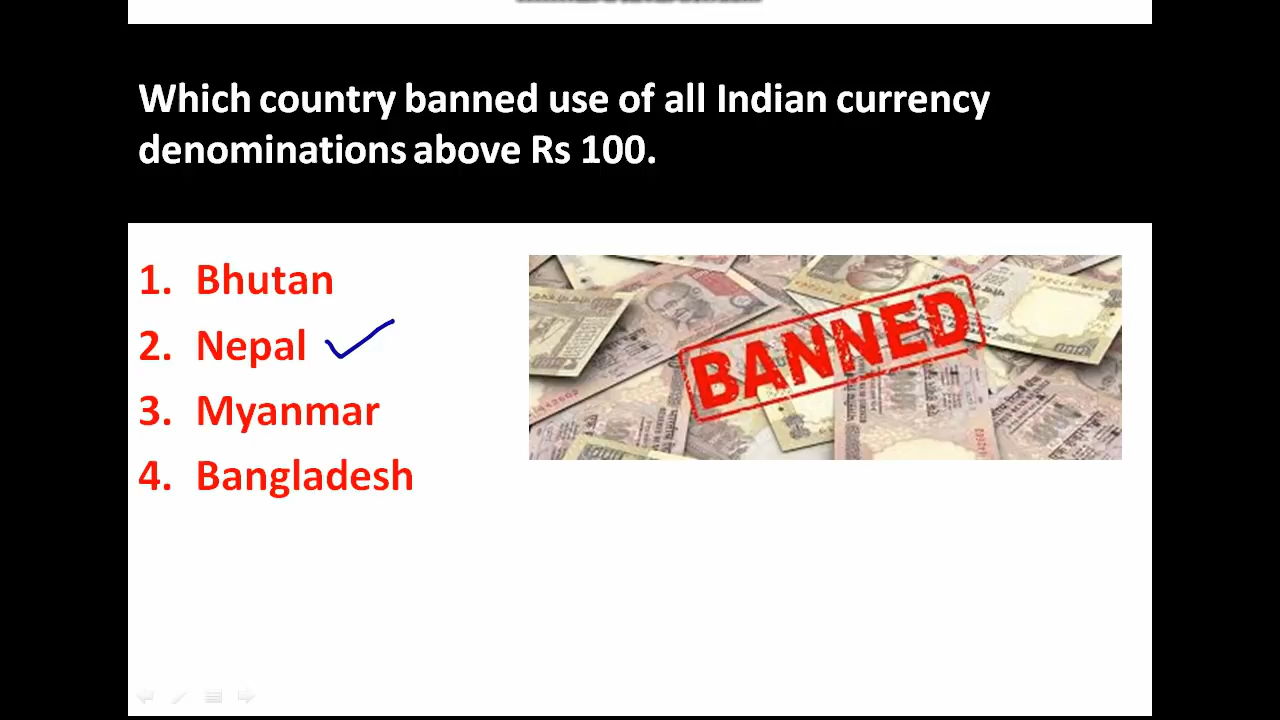 Which country banned use of all Indian currency
denominations above Rs 100.
1. Bhutan
2. Nepal
3. Myanmar
4. Bangladesh
BANNED